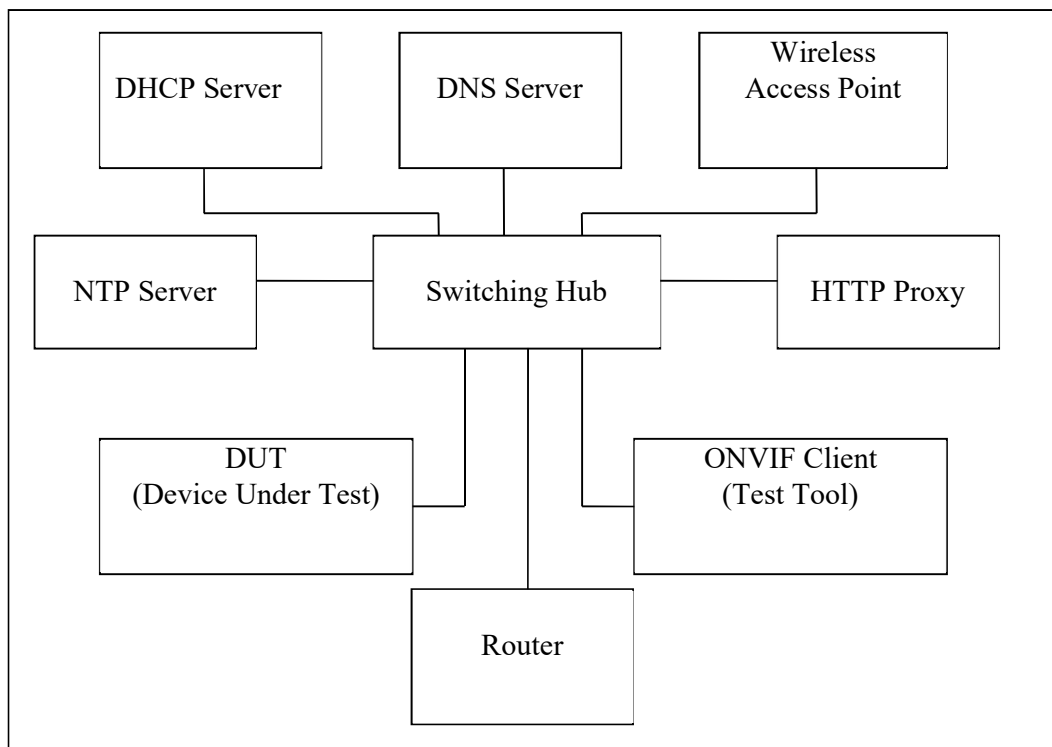 DHCP Server
DNS Server
Wireless
Access Point
NTP Server
Switching Hub
HTTP Proxy
DUT
(Device Under Test)
ONVIF Client
(Test Tool)
Router